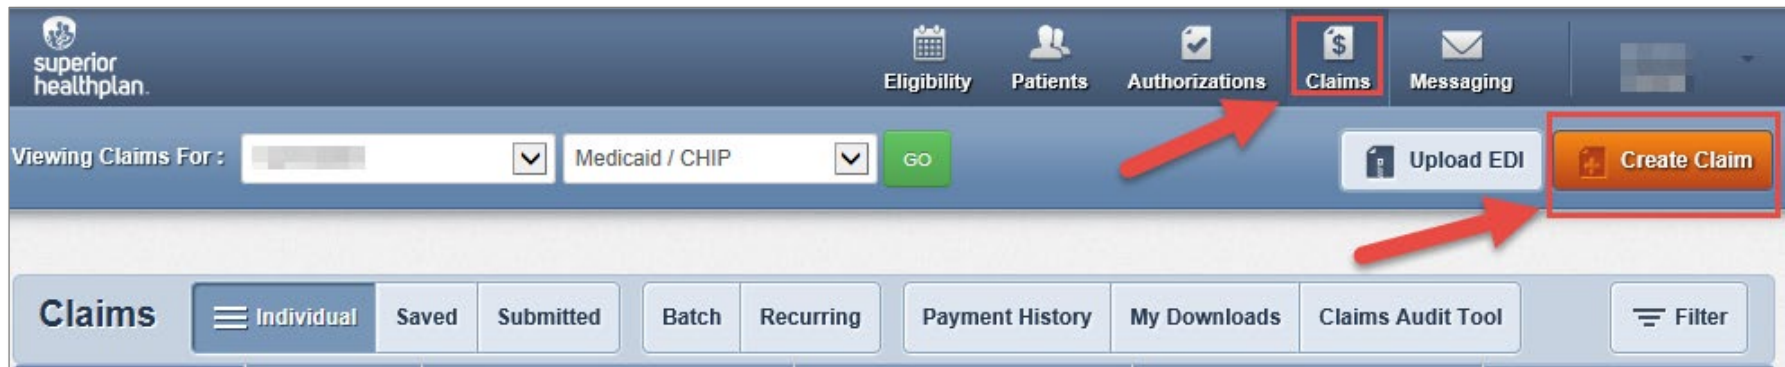 superior
healthplan.
Eligibility Patients Authorizations Claims Messaging
Viewing Claims For : Medicaid / CHIP GO Upload EDI Create Claim
Claims Individual Saved Submitted Batch Recurring Payment History My Downloads Claims Audit Tool Filter